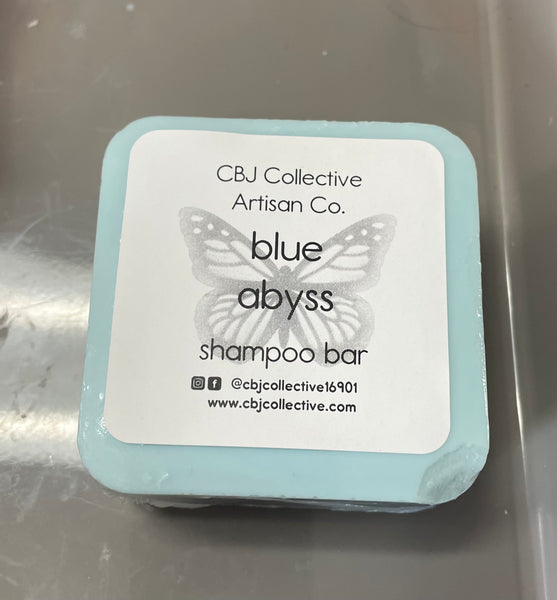 CBJ Collective
Artisan Co.
blue
abyss
shampoo bar
@cbjcollective16901
www.cbjcollective.com